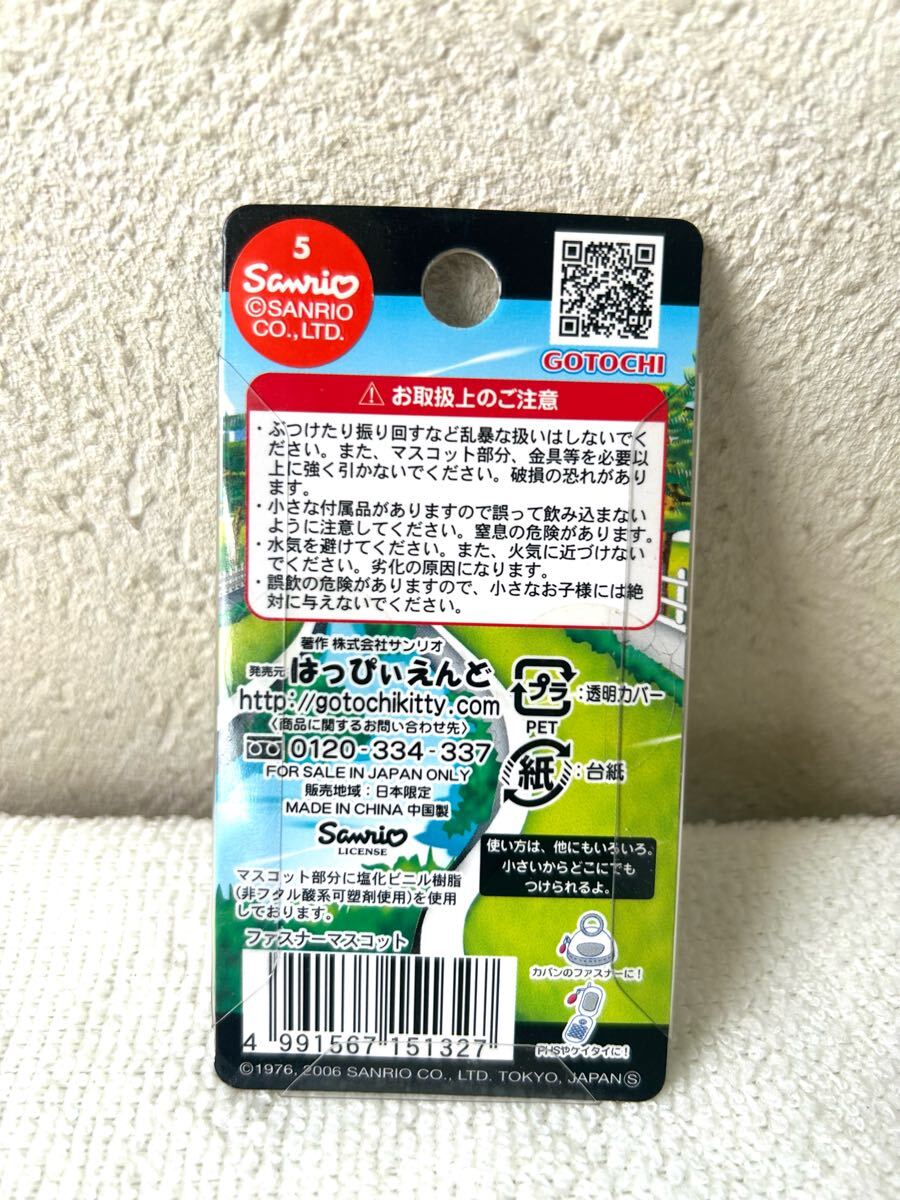 5
Sanrio
©SANRIO
CO.,LTD.
GOTOCHI
⚠ お取扱上のご注意
・ぶつけたり振り回すなど乱暴な扱いはしないでく
ださい。また、マスコット部分、金具等を必要以
上に強く引かないでください。破損の恐れがあり
ます。
・小さな付属品がありますので誤って飲み込まない
ように注意してください。窒息の危険があります。
・水気を避けてください。また、火気に近づけない
でください。劣化の原因になります。
・誤飲の危険がありますので、小さなお子様には絶
対に与えないでください。
著作 株式会社サンリオ
発売元 はっぴぃえんど
http://gotochikitty.com
〈商品に関するお問い合わせ先〉
0120-334-337
FOR SALE IN JAPAN ONLY
販売地域：日本限定
MADE IN CHINA 中国製
Sanrio
LICENSE
プラ：透明カバー
PET
紙：台紙
使い方は、他にもいろいろ。
小さいからどこにでも
つけられるよ。
マスコット部分に塩化ビニル樹脂
(非フタル酸系可塑剤使用)を使用
しております。
ファスナーマスコット
カバンのファスナーに！
PHSやケイタイに！
4 991567 151327
©1976, 2006 SANRIO CO., LTD. TOKYO, JAPAN Ⓢ